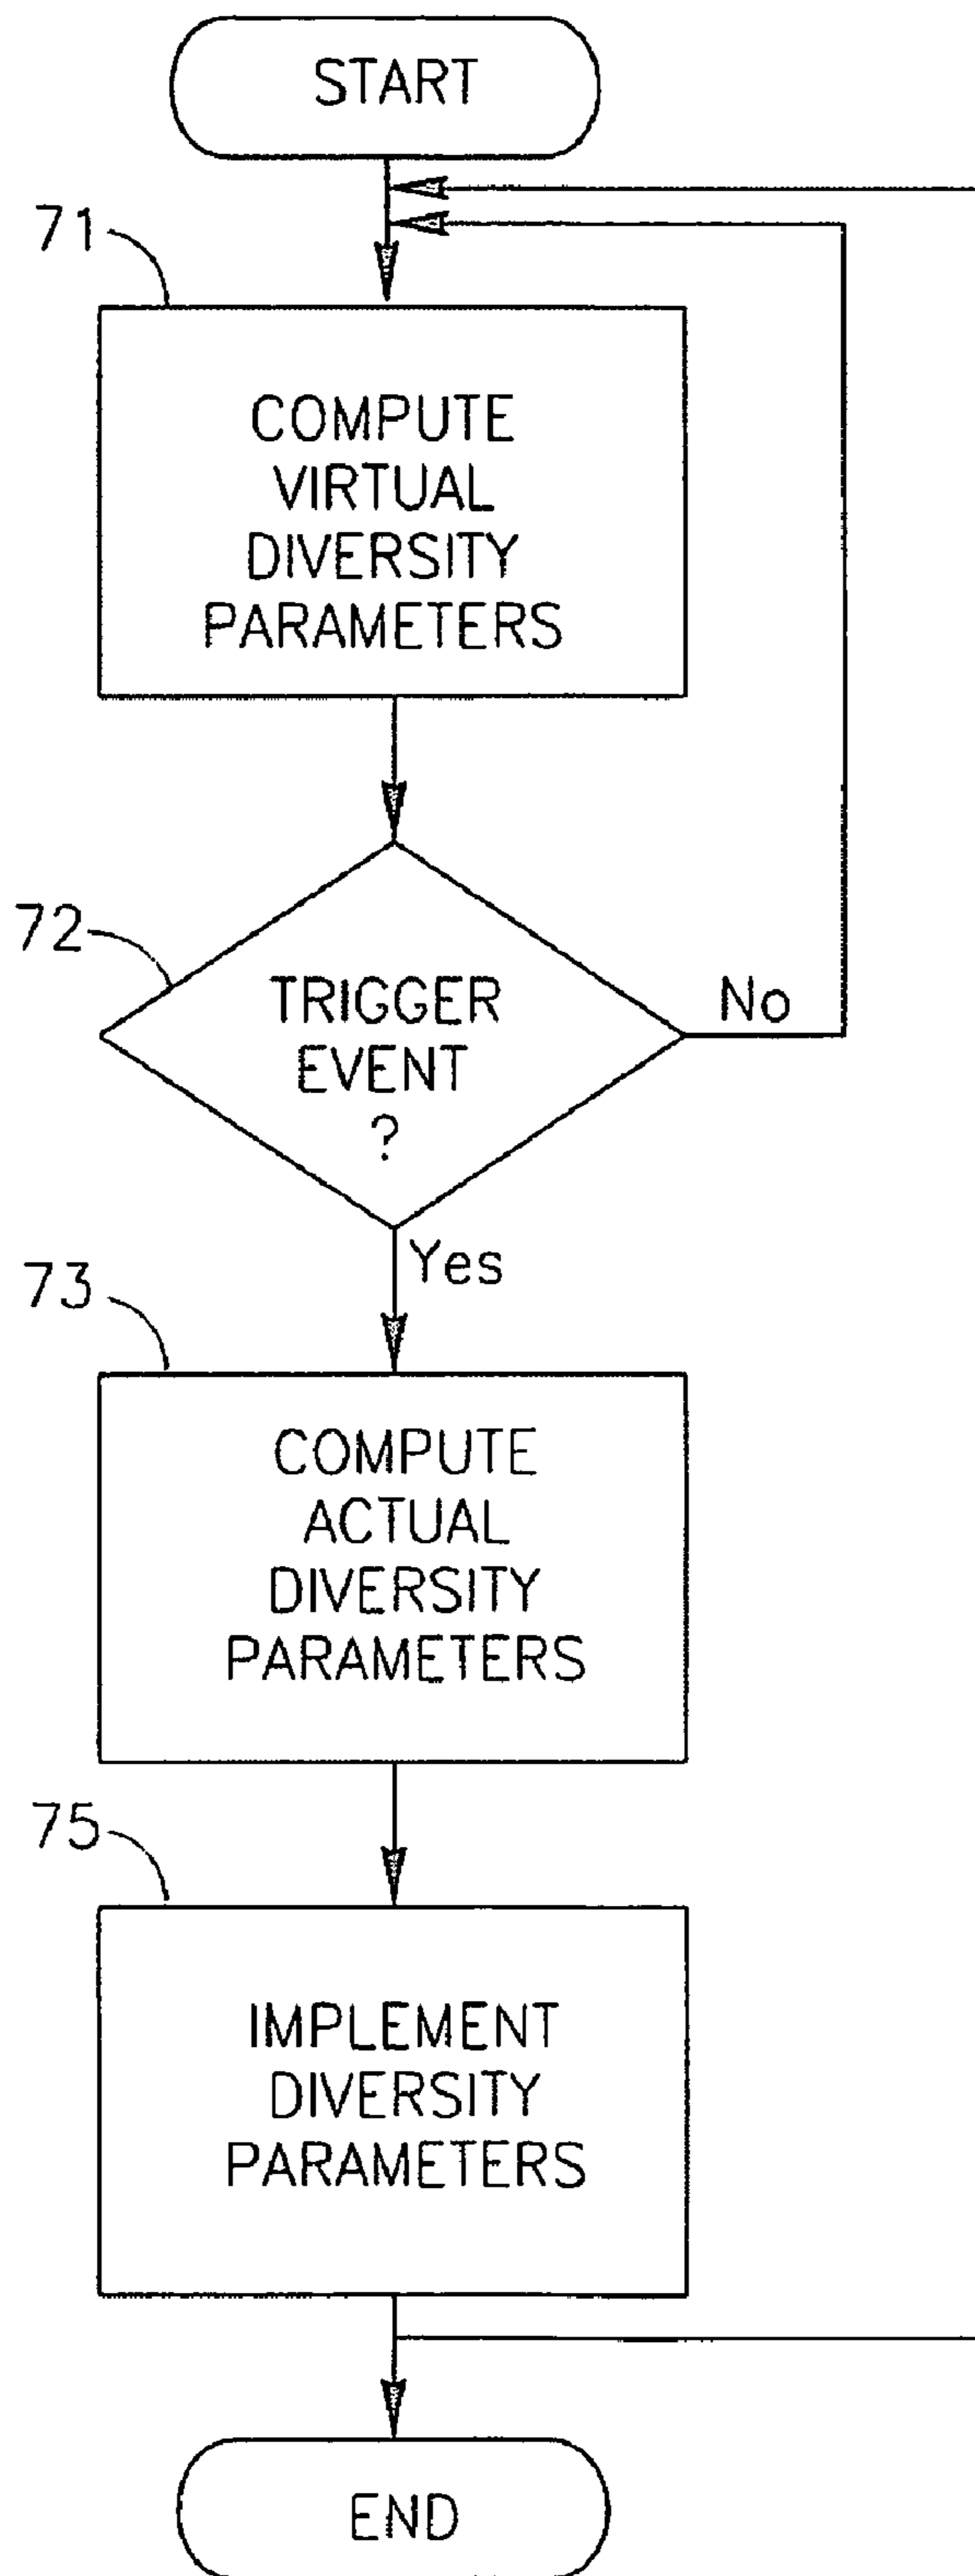 START
71
COMPUTE
VIRTUAL
DIVERSITY
PARAMETERS
72
TRIGGER
EVENT
?
No
Yes
73
COMPUTE
ACTUAL
DIVERSITY
PARAMETERS
75
IMPLEMENT
DIVERSITY
PARAMETERS
END